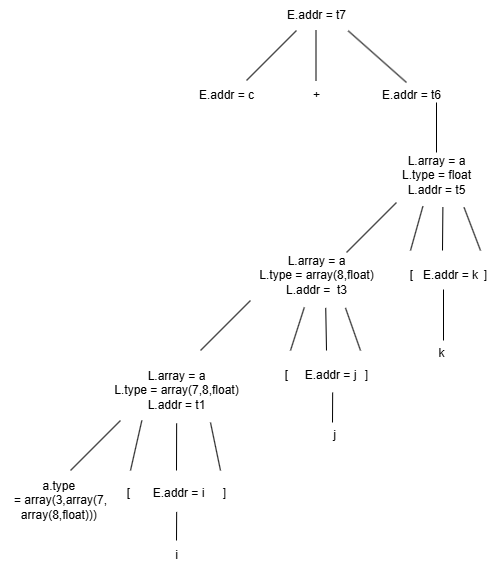 E.addr = t7
E.addr = c
+
E.addr = t6
L.array = a
L.type = float
L.addr = t5
L.array = a
L.type = array(8,float)
L.addr = t3
[ E.addr = k ]
k
L.array = a
L.type = array(7,8,float)
L.addr = t1
[ E.addr = j ]
j
a.type
= array(3,array(7,
array(8,float)))
[ E.addr = i ]
i